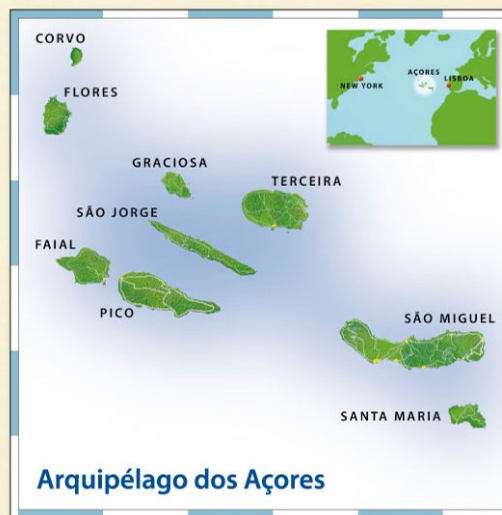 CORVO
FLORES
AÇORES
LISBOA
NEW YORK
GRACIOSA
TERCEIRA
SÃO JORGE
FAIAL
PICO
SÃO MIGUEL
SANTA MARIA
Arquipélago dos Açores